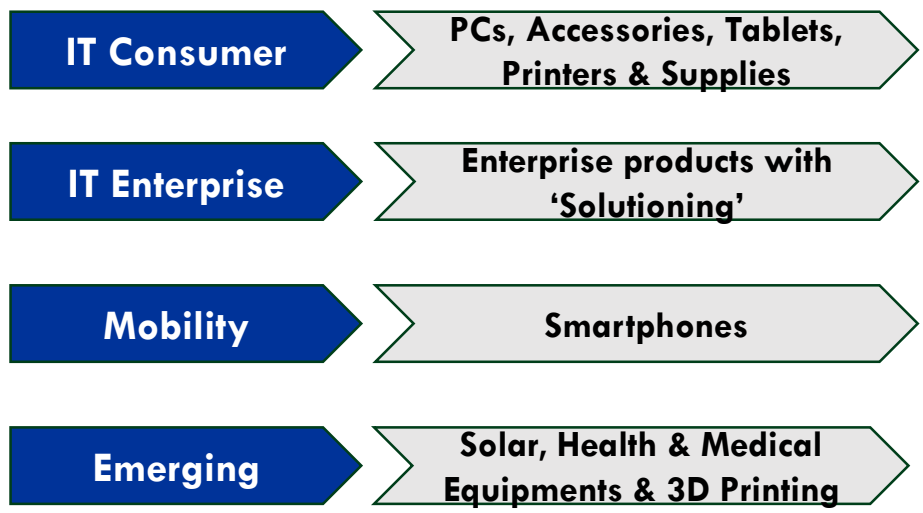 IT Consumer
PCs, Accessories, Tablets,
Printers & Supplies
IT Enterprise
Enterprise products with
‘Solutioning’
Mobility
Smartphones
Emerging
Solar, Health & Medical
Equipments & 3D Printing